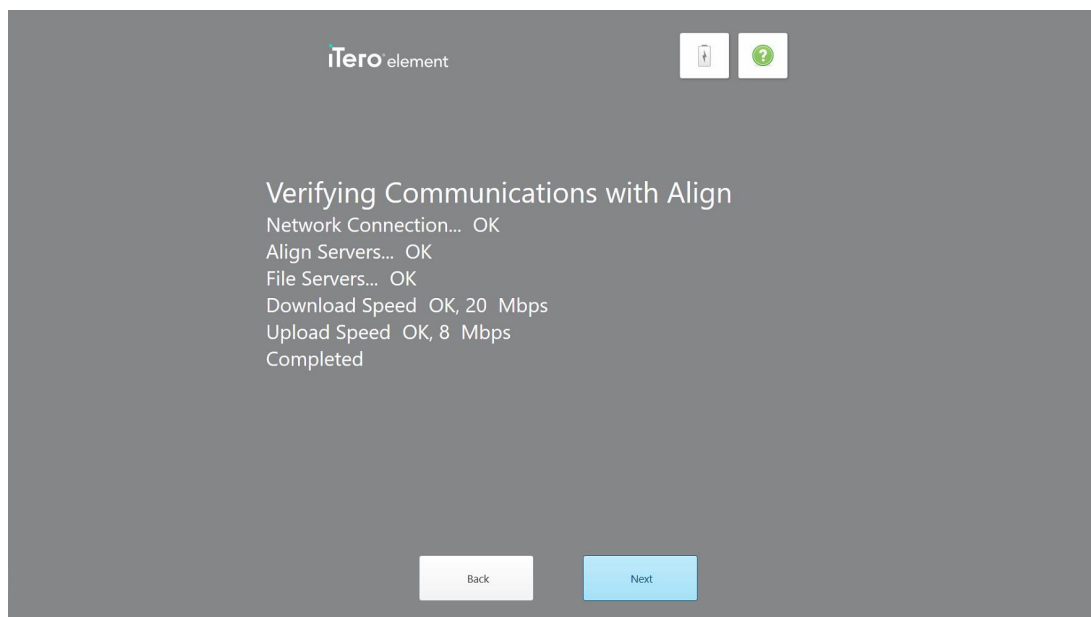 iTero element
?
Verifying Communications with Align
Network Connection... OK
Align Servers... OK
File Servers... OK
Download Speed OK, 20 Mbps
Upload Speed OK, 8 Mbps
Completed
Back
Next